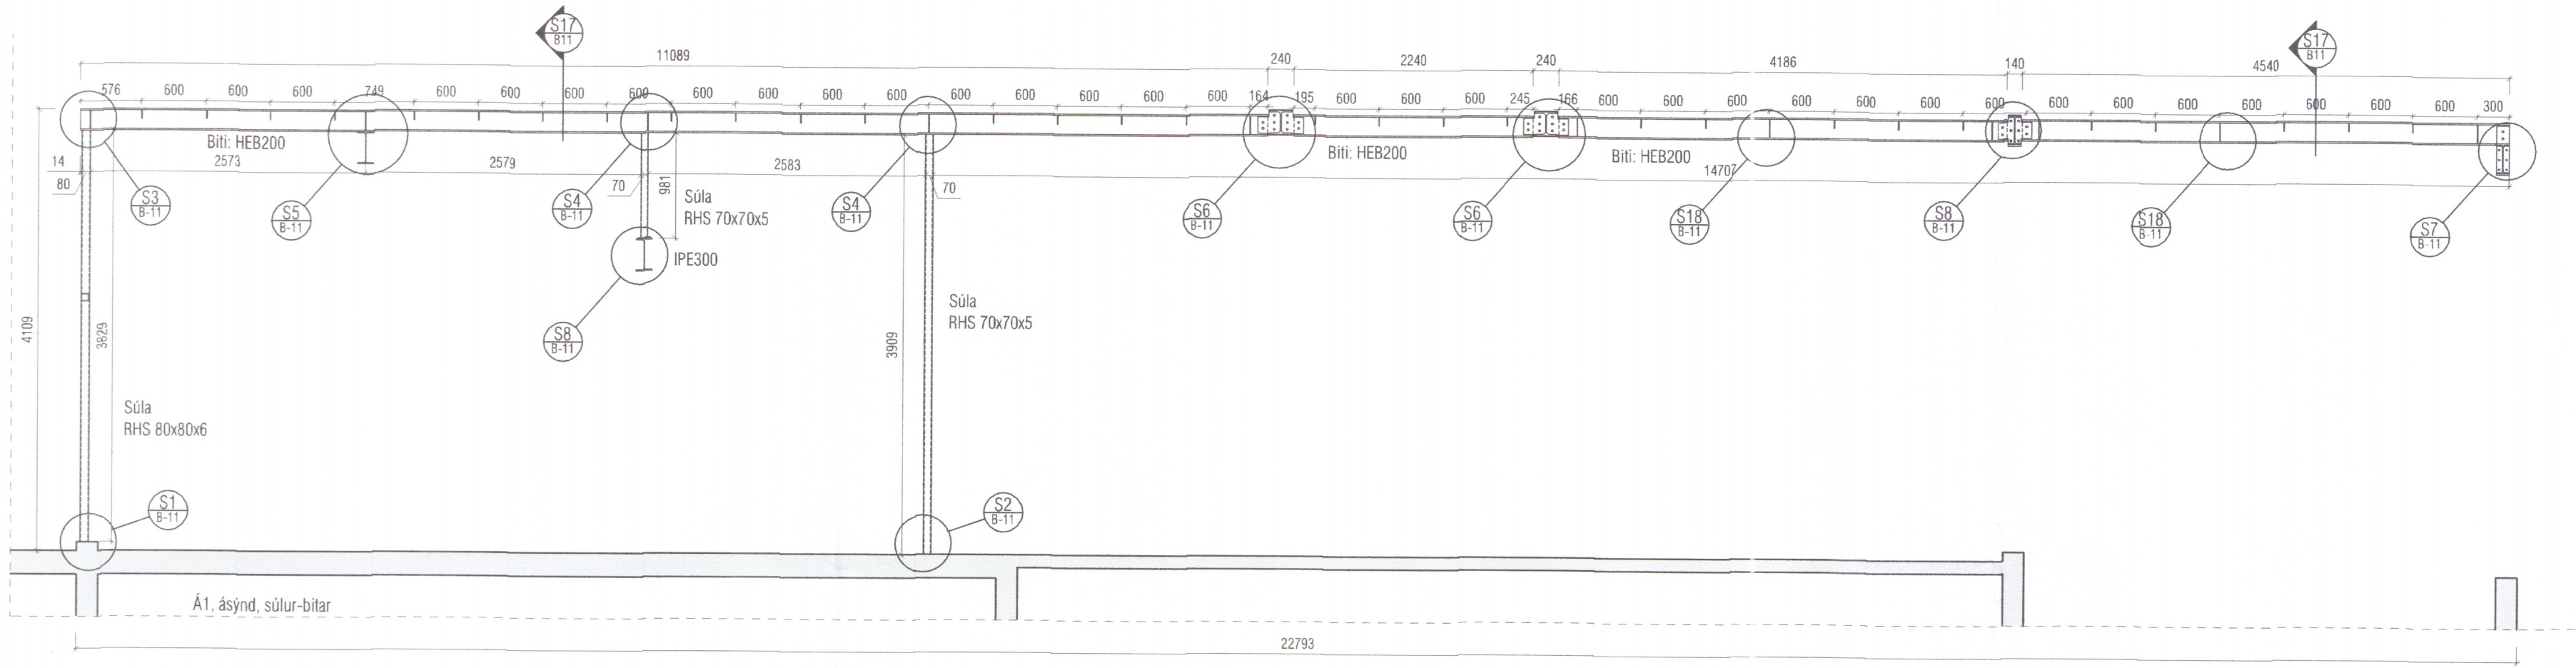 S17
B11
11089
240
2240
240
4186
140
4540
S17
B11
576 600 600 600 749 600 600 600 600 600 600 600 600 600 600 600 600 600 164 195 600 600 600 245 166 600 600 600 600 600 600 600 600 600 600 600 600 600 600 300
Biti: HEB200
Biti: HEB200
Biti: HEB200
14
2573
2579
2583
14707
80
70
981
70
Súla
RHS 70x70x5
S3
B-11
S5
B-11
S4
B-11
S4
B-11
S6
B-11
S6
B-11
S18
B-11
S8
B-11
S18
B-11
S7
B-11
IPE300
S8
B-11
Súla
RHS 70x70x5
4109
3829
3909
Súla
RHS 80x80x6
S1
B-11
S2
B-11
Á1, ásýnd, súlur-bitar
22793